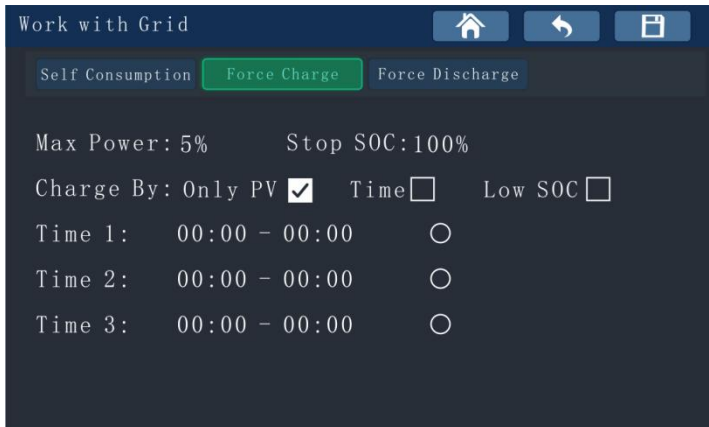 Work with Grid
Self Consumption Force Charge Force Discharge
Max Power: 5% Stop SOC: 100%
Charge By: Only PV Time Low SOC
Time 1: 00:00 - 00:00
Time 2: 00:00 - 00:00
Time 3: 00:00 - 00:00